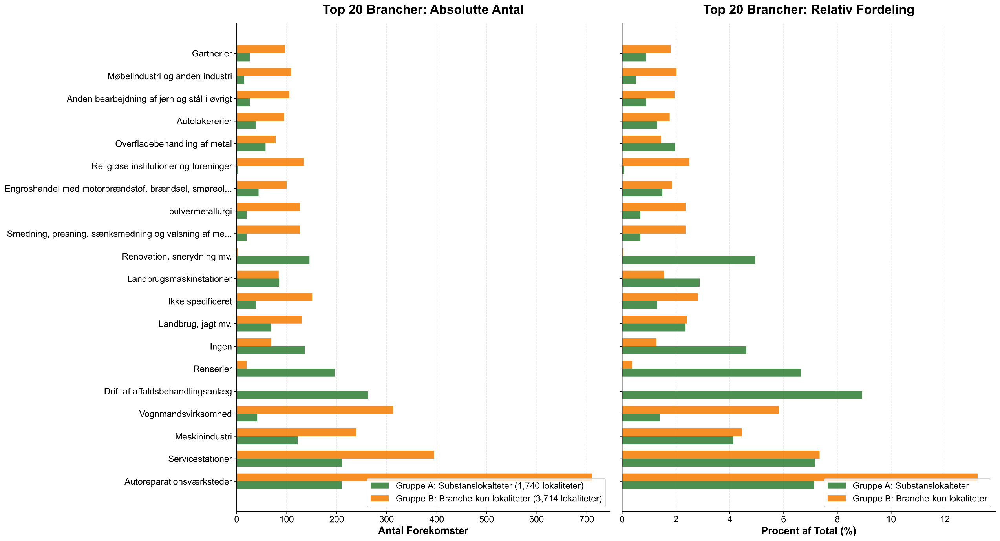 Top 20 Brancher: Absolutte Antal
Top 20 Brancher: Relativ Fordeling
Gartnerier
Møbelindustri og anden industri
Anden bearbejdning af jern og stål i øvrigt
Autolakererier
Overfladebehandling af metal
Religiøse institutioner og foreninger
Engroshandel med motorbrændstof, brændsel, smøreol...
pulvermetallurgi
Smedning, presning, sænksmedning og valsning af me...
Renovation, snerydning mv.
Landbrugsmaskinstationer
Ikke specificeret
Landbrug, jagt mv.
Ingen
Renserier
Drift af affaldsbehandlingsanlæg
Vognmandsvirksomhed
Maskinindustri
Servicestationer
Autoreparationsværksteder
Gruppe A: Substanslokalteter (1,740 lokaliteter)
Gruppe B: Branche-kun lokaliteter (3,714 lokaliteter)
0 100 200 300 400 500 600 700
Antal Forekomster
Gruppe A: Substanslokalteter
Gruppe B: Branche-kun lokaliteter
0 2 4 6 8 10 12
Procent af Total (%)